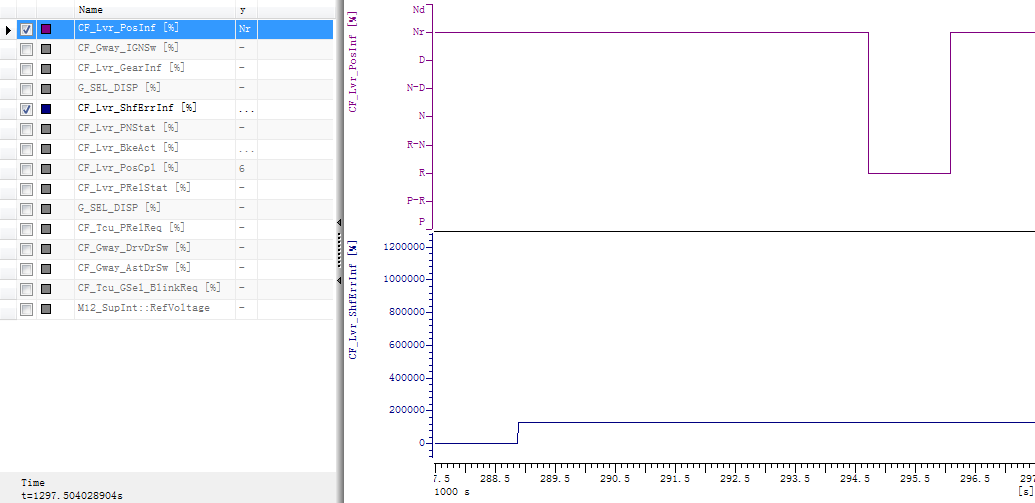 Name y
CF_Lvr_PosInf [%] Nr
CF_Gway_IGNSw [%] -
CF_Lvr_GearInf [%] -
G_SEL_DISP [%] -
CF_Lvr_ShfErrInf [%] ...
CF_Lvr_PNStat [%] -
CF_Lvr_BkeAct [%] ...
CF_Lvr_PosCpl [%] 6
CF_Lvr_PRelStat [%] -
G_SEL_DISP [%] -
CF_Tcu_PRelReq [%] -
CF_Gway_DrvDrSw [%] -
CF_Gway_AstDrSw [%] -
CF_Tcu_GSel_BlinkReq [%] -
M12_SupInt::RefVoltage -
Time
t=1297.504028904s
CF_Lvr_PosInf [%]
Nd
Nr
D
N-D
N
R-N
R
P-R
P
CF_Lvr_ShfErrInf [%]
1200000
1000000
800000
600000
400000
200000
0
7.5 288.5 289.5 290.5 291.5 292.5 293.5 294.5 295.5 296.5 297
1000 s [s]